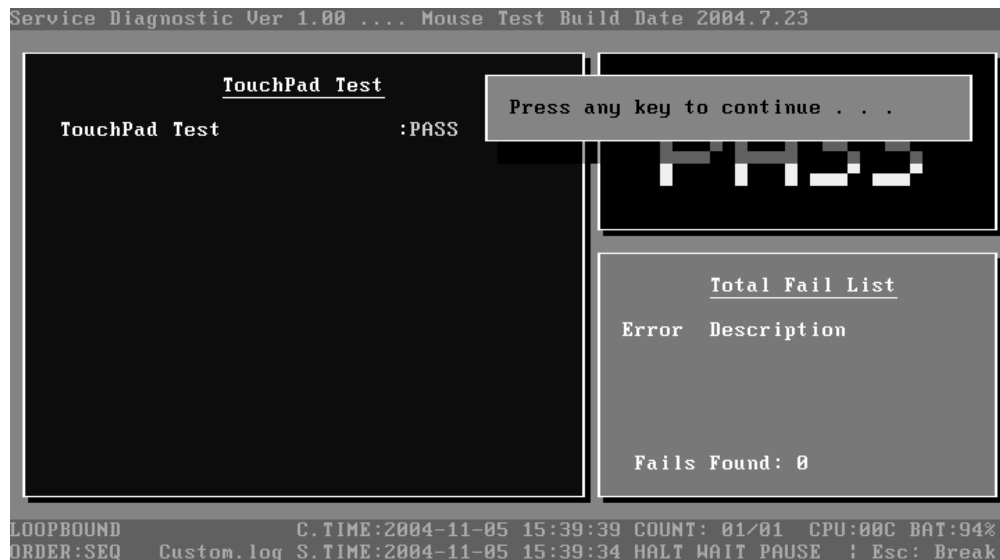 Service Diagnostic Ver 1.00 .... Mouse Test Build Date 2004.7.23
TouchPad Test
TouchPad Test :PASS
Press any key to continue . . .
PASS
Total Fail List
Error Description
Fails Found: 0
LOOPBOUND C.TIME:2004-11-05 15:39:39 COUNT: 01/01 CPU:00C BAT:94%
ORDER:SEQ Custom.log S.TIME:2004-11-05 15:39:34 HALT WAIT PAUSE ¦ Esc: Break